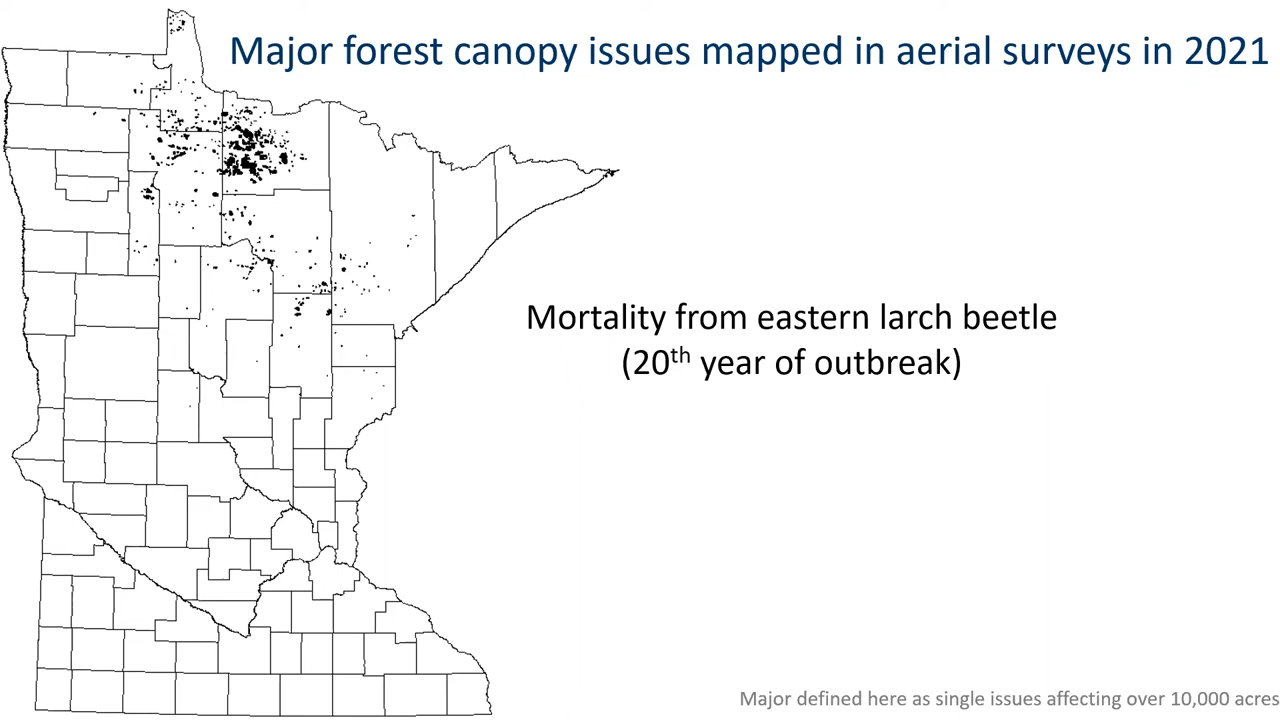 Major forest canopy issues mapped in aerial surveys in 2021
Mortality from eastern larch beetle
(20th year of outbreak)
Major defined here as single issues affecting over 10,000 acres